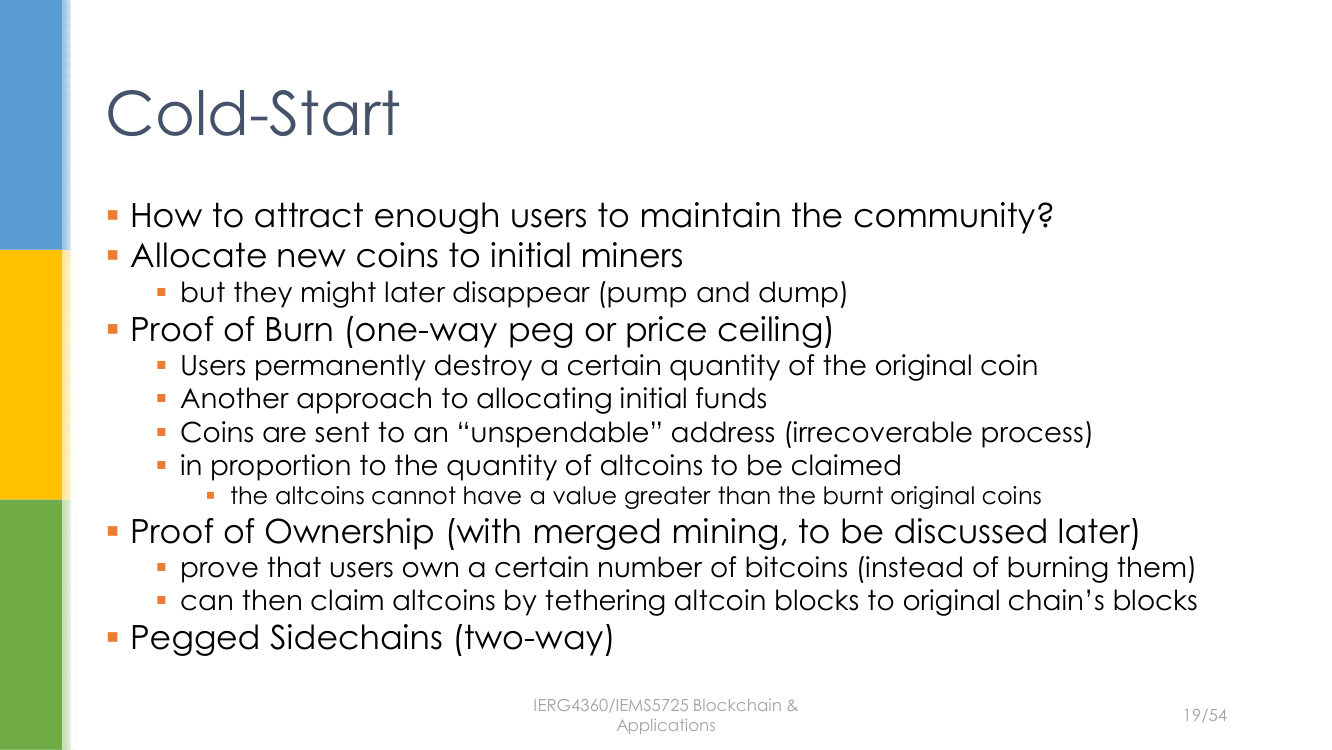 Cold-Start
▪ How to attract enough users to maintain the community?
▪ Allocate new coins to initial miners
▪ but they might later disappear (pump and dump)
▪ Proof of Burn (one-way peg or price ceiling)
▪ Users permanently destroy a certain quantity of the original coin
▪ Another approach to allocating initial funds
▪ Coins are sent to an “unspendable” address (irrecoverable process)
▪ in proportion to the quantity of altcoins to be claimed
▪ the altcoins cannot have a value greater than the burnt original coins
▪ Proof of Ownership (with merged mining, to be discussed later)
▪ prove that users own a certain number of bitcoins (instead of burning them)
▪ can then claim altcoins by tethering altcoin blocks to original chain’s blocks
▪ Pegged Sidechains (two-way)
IERG4360/IEMS5725 Blockchain &
Applications
19/54